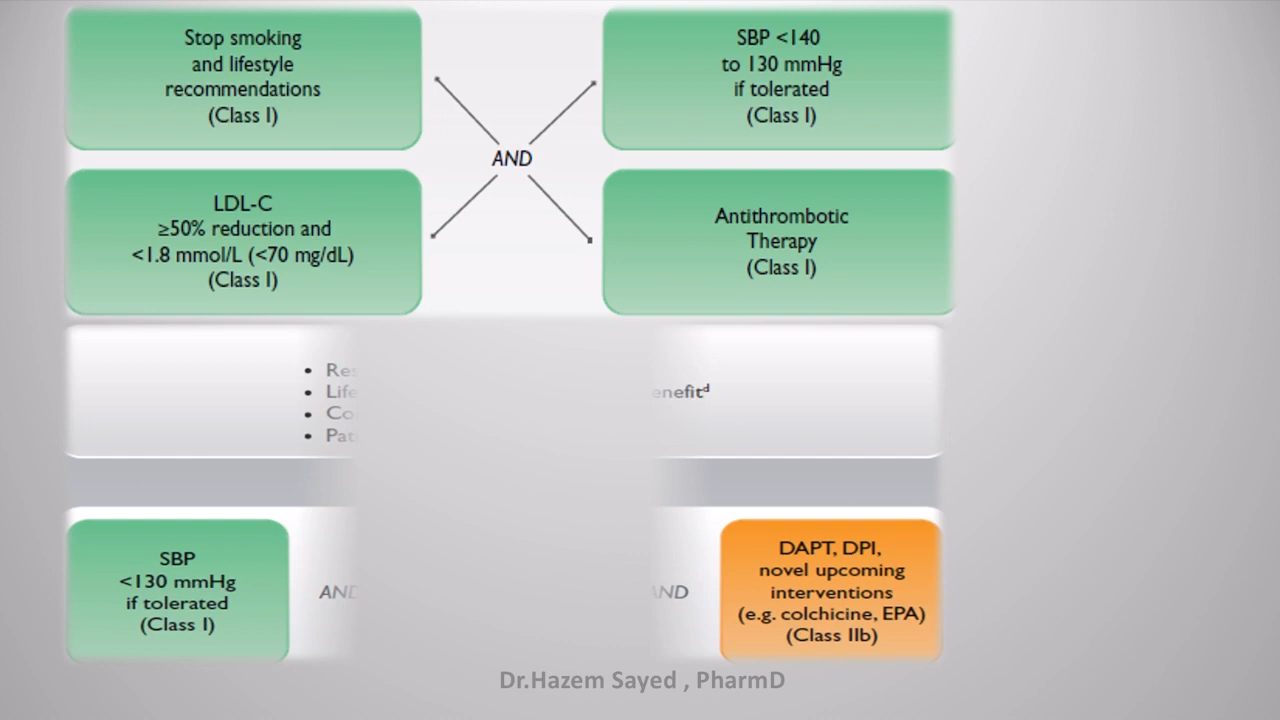 Stop smoking
and lifestyle
recommendations
(Class I)
SBP <140
to 130 mmHg
if tolerated
(Class I)
AND
LDL-C
≥50% reduction and
<1.8 mmol/L (<70 mg/dL)
(Class I)
Antithrombotic
Therapy
(Class I)
SBP
<130 mmHg
if tolerated
(Class I)
AND
AND
DAPT, DPI,
novel upcoming
interventions
(e.g. colchicine, EPA)
(Class IIb)
Dr.Hazem Sayed , PharmD